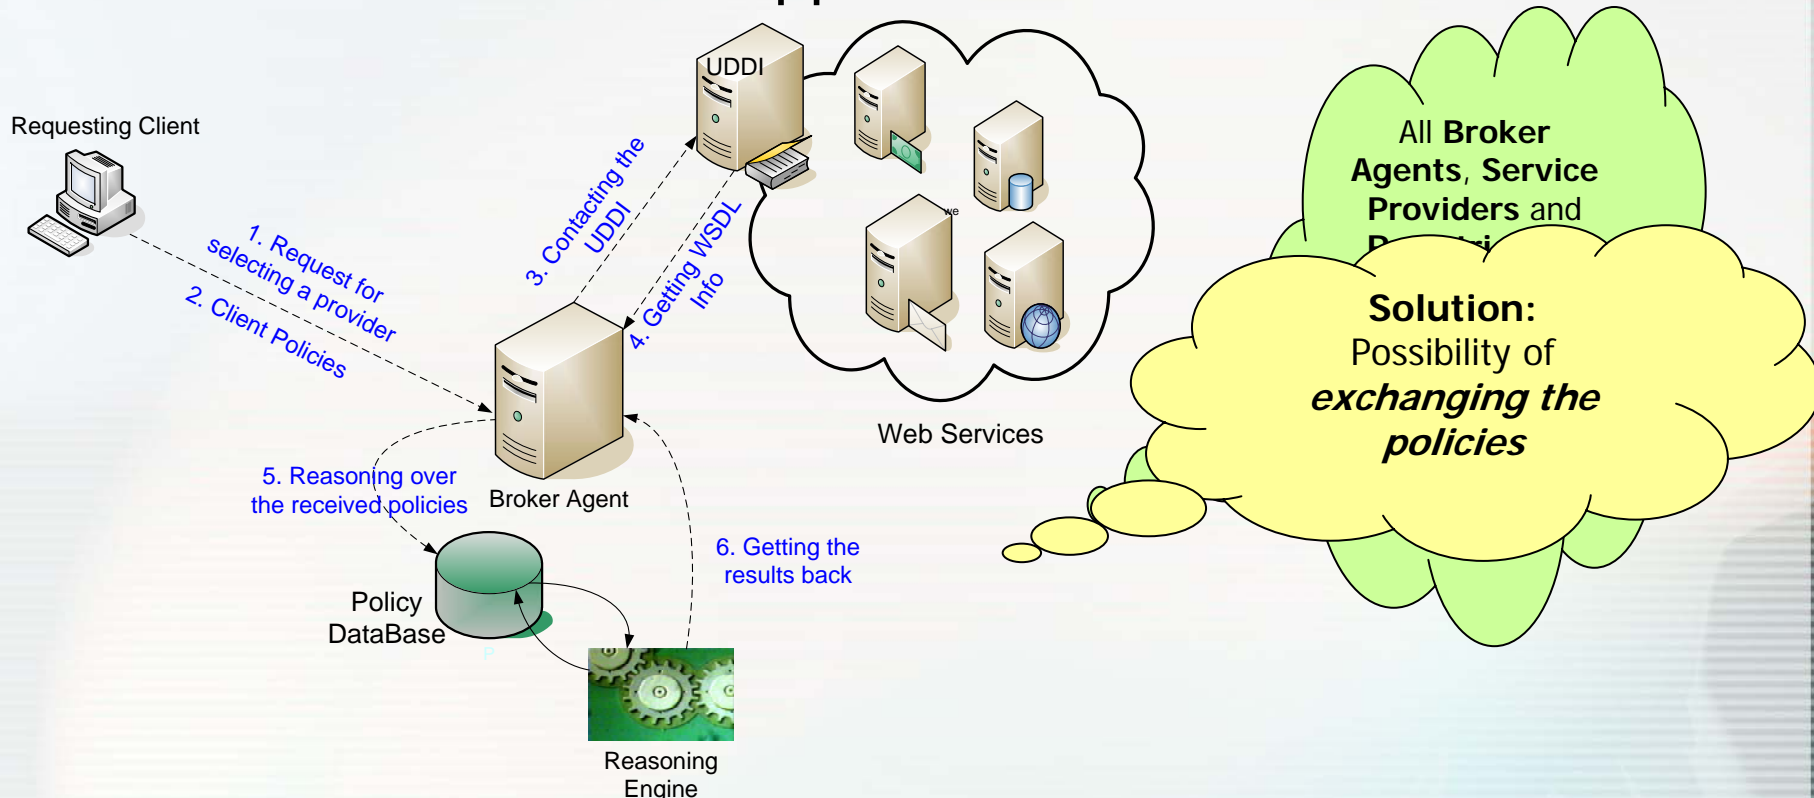 UDDI
Requesting Client
1. Request for
selecting a provider
2. Client Policies
3. Contacting the
UDDI
4. Getting WSDL
Info
we
Web Services
Broker Agent
5. Reasoning over
the received policies
6. Getting the
results back
Policy
DataBase
P
Reasoning
Engine
All Broker
Agents, Service
Providers and
Solution:
Possibility of
exchanging the
policies